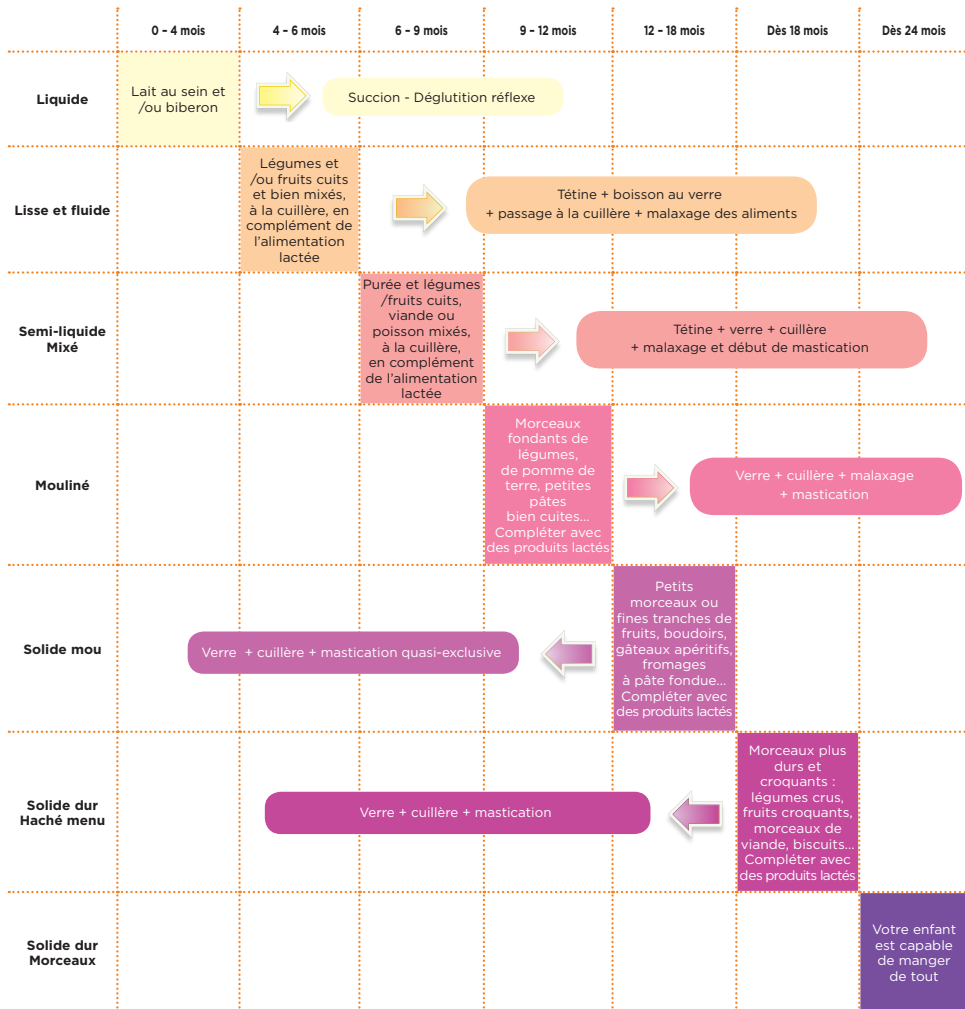 0 – 4 mois
4 – 6 mois
6 – 9 mois
9 – 12 mois
12 – 18 mois
Dès 18 mois
Dès 24 mois
Liquide
Lait au sein et
/ou biberon
Succion - Déglutition réflexe
Lisse et fluide
Légumes et
/ou fruits cuits
et bien mixés,
à la cuillère, en
complément de
l'alimentation
lactée
Tétine + boisson au verre
+ passage à la cuillère + malaxage des aliments
Semi-liquide
Mixé
Purée et légumes
/fruits cuits,
viande ou
poisson mixés,
à la cuillère,
en complément
de l'alimentation
lactée
Tétine + verre + cuillère
+ malaxage et début de mastication
Mouliné
Morceaux
fondants de
légumes,
de pomme de
terre, petites
pâtes
bien cuites...
Compléter avec
des produits lactés
Verre + cuillère + malaxage
+ mastication
Solide mou
Verre + cuillère + mastication quasi-exclusive
Petits
morceaux ou
fines tranches de
fruits, boudoirs,
gâteaux apéritifs,
fromages
à pâte fondue...
Compléter avec
des produits lactés
Solide dur
Haché menu
Verre + cuillère + mastication
Morceaux plus
durs et
croquants :
légumes crus,
fruits croquants,
morceaux de
viande, biscuits...
Compléter avec
des produits lactés
Solide dur
Morceaux
Votre enfant
est capable
de manger
de tout